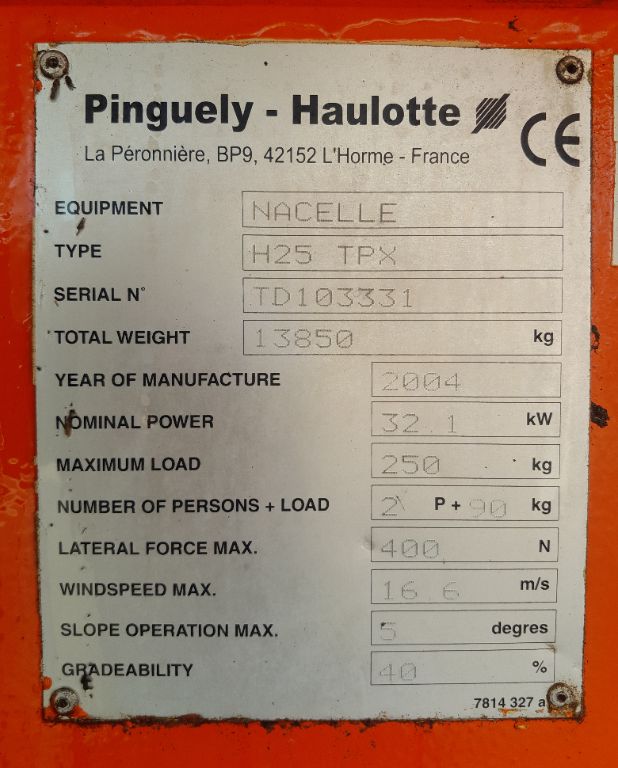 Pinguely - Haulotte
CE
La Péronnière, BP9, 42152 L'Horme - France
EQUIPMENT NACELLE
TYPE H25 TPX
SERIAL N° TD103331
TOTAL WEIGHT 13850 kg
YEAR OF MANUFACTURE 2004
NOMINAL POWER 32.1 kW
MAXIMUM LOAD 250 kg
NUMBER OF PERSONS + LOAD 2 P + 90 kg
LATERAL FORCE MAX. 400 N
WINDSPEED MAX. 16.6 m/s
SLOPE OPERATION MAX. 5 degres
GRADEABILITY 40 %
7814 327 a